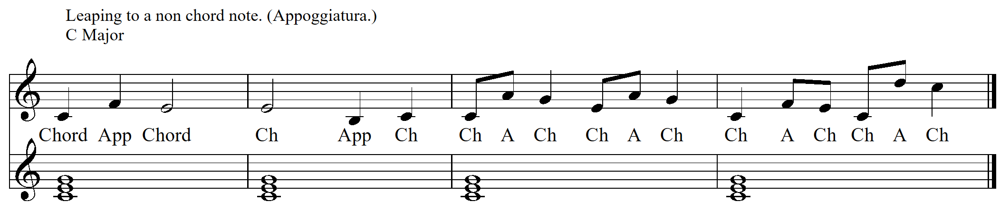 Leaping to a non chord note. (Appoggiatura.)
C Major
Chord App Chord Ch App Ch Ch A Ch Ch A Ch Ch A Ch Ch A Ch